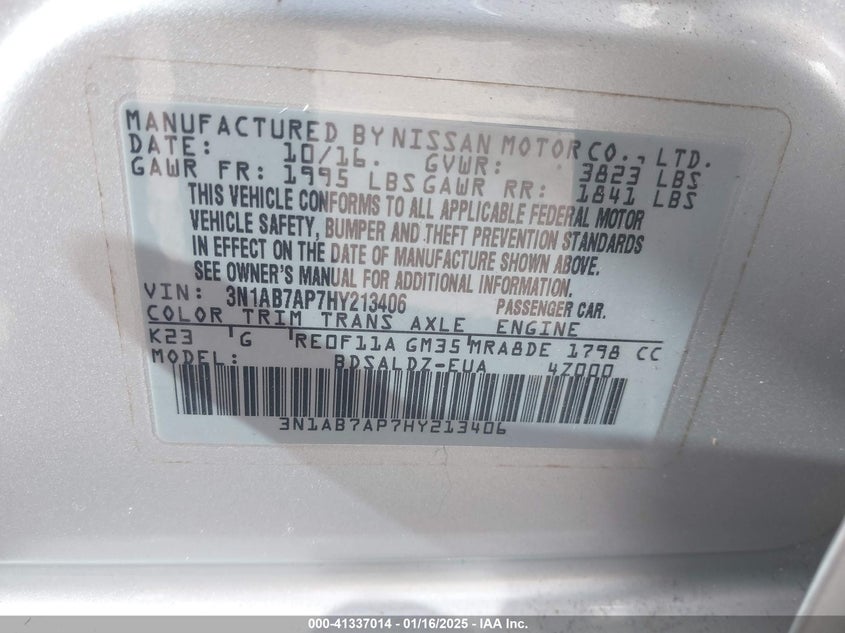 MANUFACTURED BY NISSAN MOTOR CO., LTD.
DATE: 10/16. GVWR: 3823 LBS
GAWR FR: 1995 LBS GAWR RR: 1841 LBS
THIS VEHICLE CONFORMS TO ALL APPLICABLE FEDERAL MOTOR
VEHICLE SAFETY, BUMPER AND THEFT PREVENTION STANDARDS
IN EFFECT ON THE DATE OF MANUFACTURE SHOWN ABOVE.
SEE OWNER'S MANUAL FOR ADDITIONAL INFORMATION.
VIN: 3N1AB7AP7HY213406 PASSENGER CAR.
COLOR TRIM TRANS AXLE ENGINE
K23 G RE0F11A GM35 MRA8DE 1798 CC
MODEL: BDSALDZ-EUA 4Z000
3N1AB7AP7HY213406
000-41337014 - 01/16/2025 - IAA Inc.